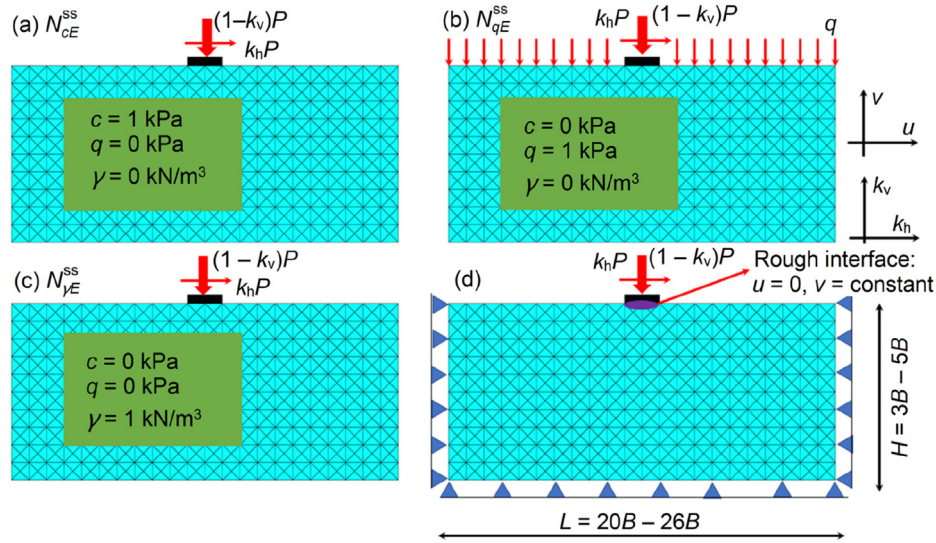 (a) N_cE^ss
(1–k_v)P
k_hP
c = 1 kPa
q = 0 kPa
γ = 0 kN/m³
(b) N_qE^ss
k_hP
(1 – k_v)P
q
c = 0 kPa
q = 1 kPa
γ = 0 kN/m³
v
u
k_v
k_h
(c) N_γE^ss
(1 – k_v)P
k_hP
c = 0 kPa
q = 0 kPa
γ = 1 kN/m³
(d)
k_hP
(1 – k_v)P
Rough interface:
u = 0, v = constant
H = 3B – 5B
L = 20B – 26B